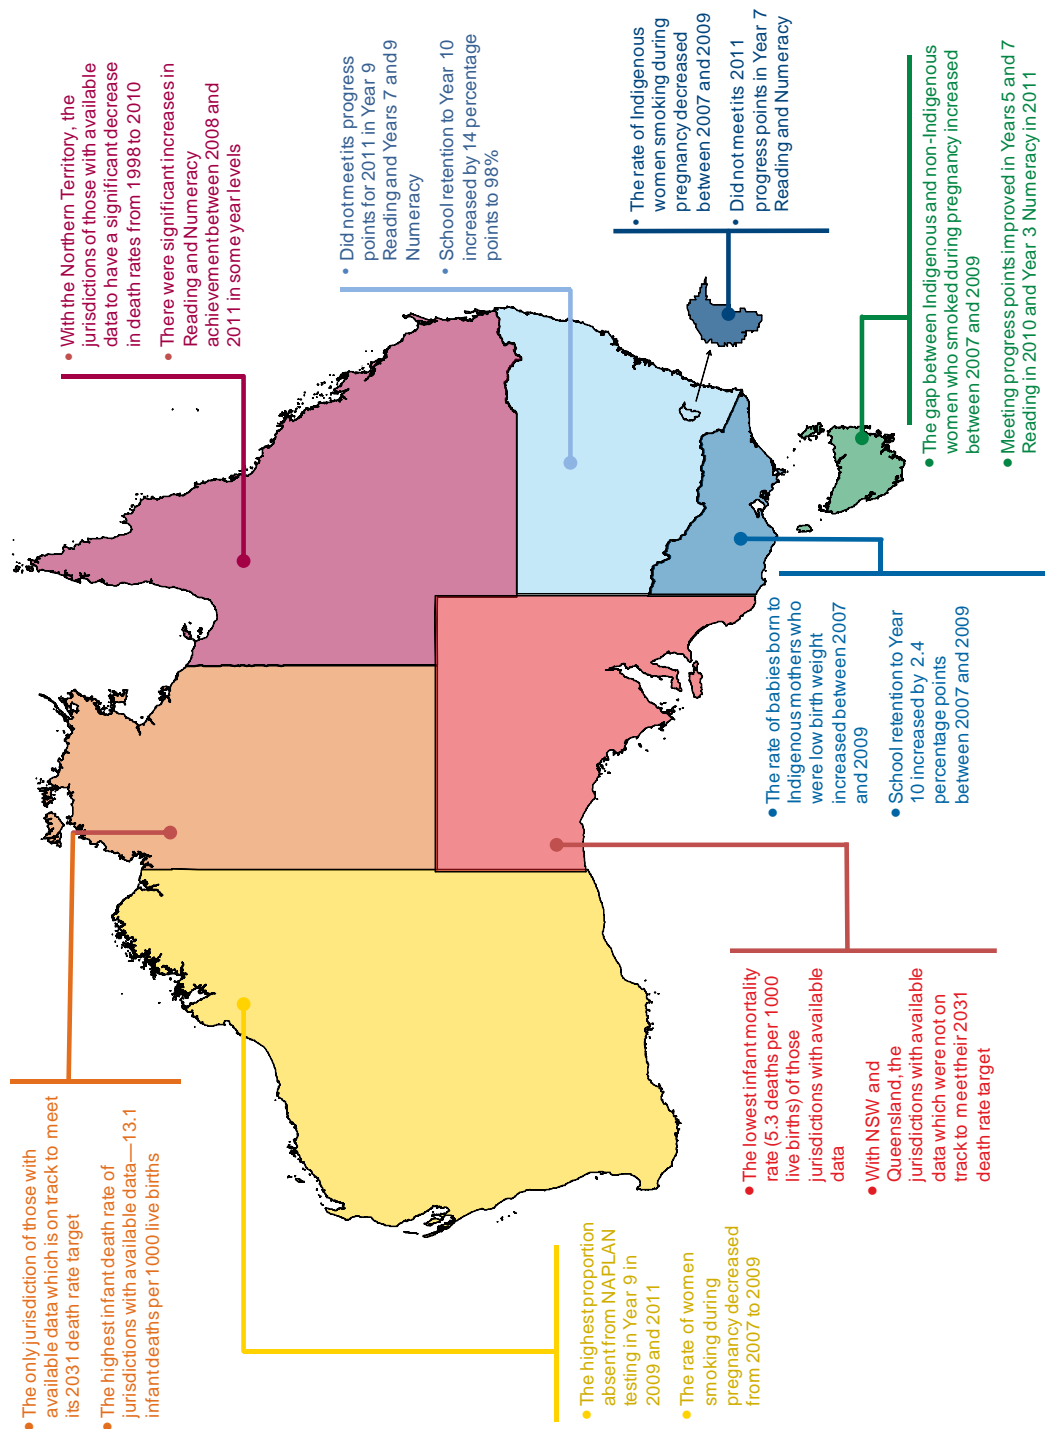 • The only jurisdiction of those with
available data which is on track to meet
its 2031 death rate target
• The highest infant death rate of
jurisdictions with available data—13.1
infant deaths per 1000 live births
• With the Northern Territory, the
jurisdictions of those with available
data to have a significant decrease
in death rates from 1998 to 2010
• There were significant increases in
Reading and Numeracy
achievement between 2008 and
2011 in some year levels
• Did not meet its progress
points for 2011 in Year 9
Reading and Years 7 and 9
Numeracy
• School retention to Year 10
increased by 14 percentage
points to 98%
• The rate of Indigenous
women smoking during
pregnancy decreased
between 2007 and 2009
• Did not meet its 2011
progress points in Year 7
Reading and Numeracy
• The gap between Indigenous and non-Indigenous
women who smoked during pregnancy increased
between 2007 and 2009
• Meeting progress points improved in Years 5 and 7
Reading in 2010 and Year 3 Numeracy in 2011
• The rate of babies born to
Indigenous mothers who
were low birth weight
increased between 2007
and 2009
• School retention to Year
10 increased by 2.4
percentage points
between 2007 and 2009
• The lowest infant mortality
rate (5.3 deaths per 1000
live births) of those
jurisdictions with available
data
• With NSW and
Queensland, the
jurisdictions with available
data which were not on
track to meet their 2031
death rate target
• The highest proportion
absent from NAPLAN
testing in Year 9 in
2009 and 2011
• The rate of women
smoking during
pregnancy decreased
from 2007 to 2009